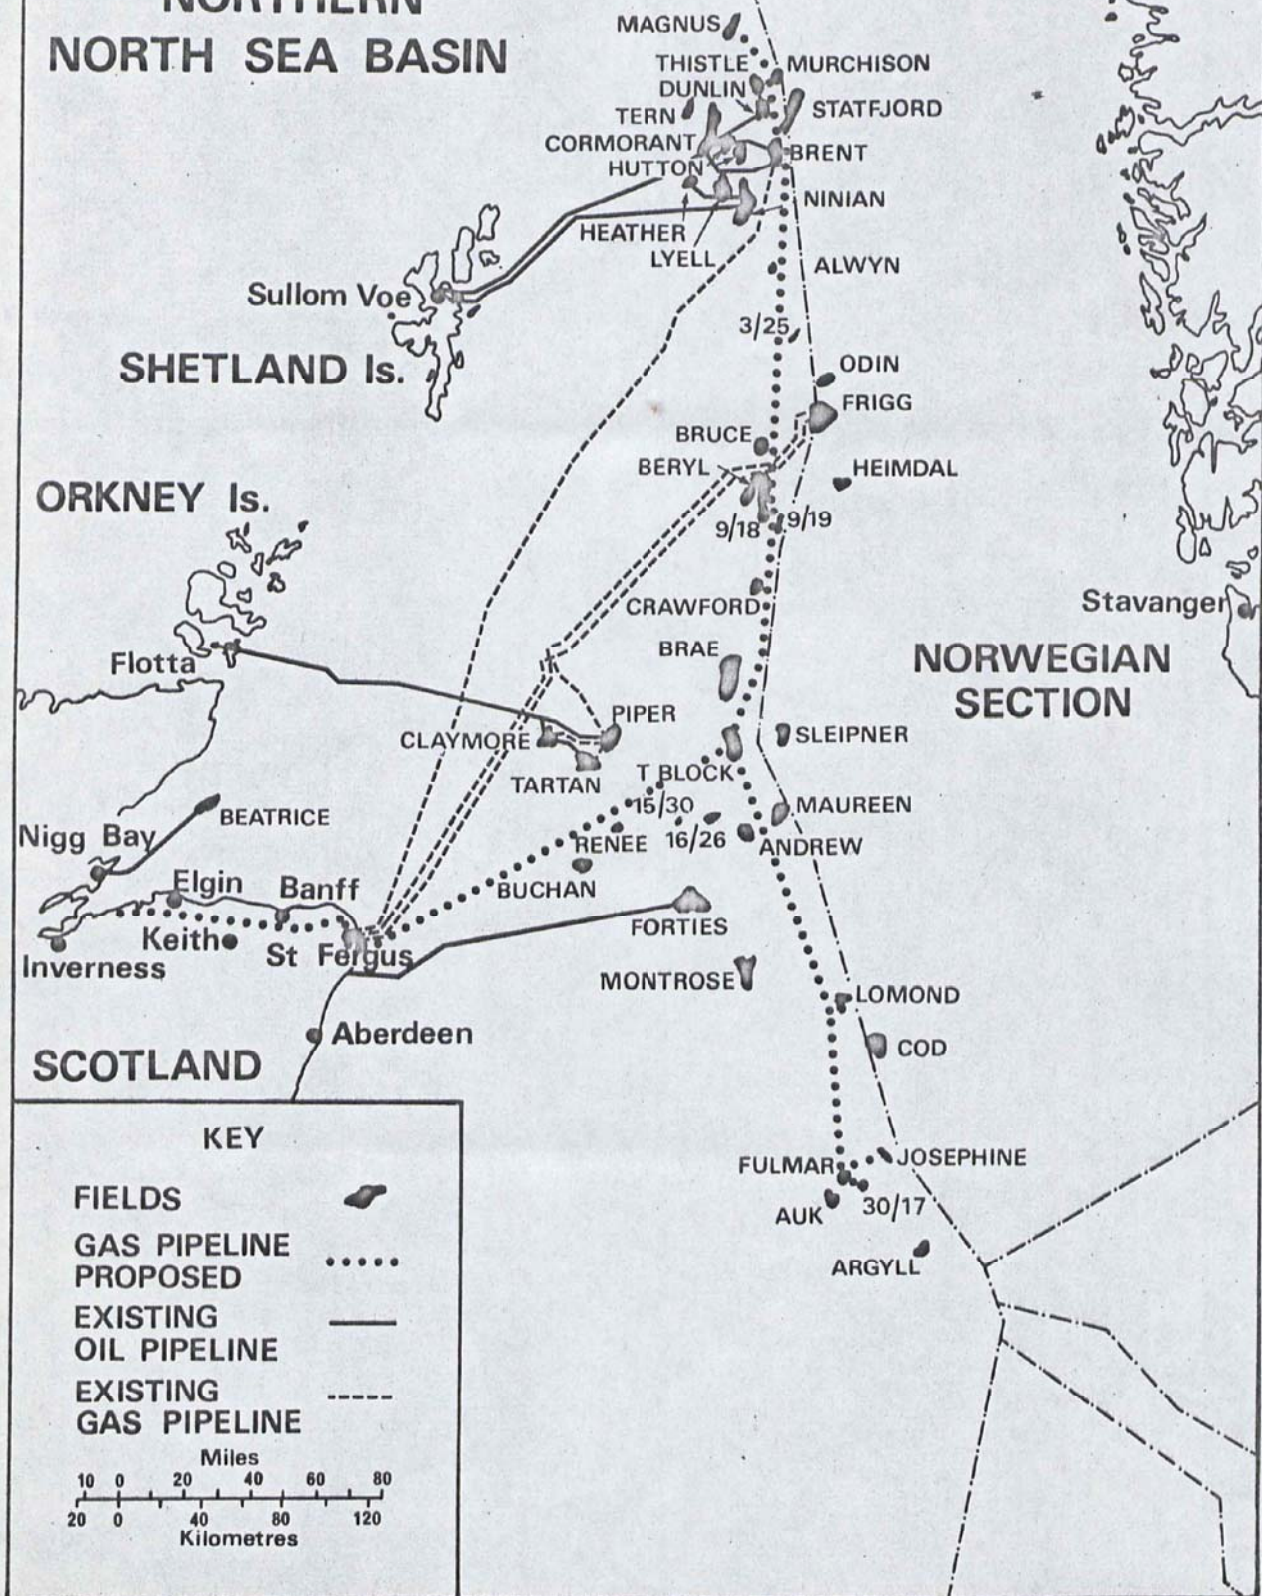 NORTHERN
NORTH SEA BASIN
MAGNUS
THISTLE
MURCHISON
DUNLIN
TERN
STATFJORD
CORMORANT
BRENT
HUTTON
NINIAN
HEATHER
LYELL
ALWYN
Sullom Voe
3/25
SHETLAND Is.
ODIN
FRIGG
BRUCE
BERYL
HEIMDAL
ORKNEY Is.
9/18
9/19
CRAWFORD
Stavanger
BRAE
NORWEGIAN
SECTION
Flotta
PIPER
CLAYMORE
SLEIPNER
TARTAN
T BLOCK
15/30
MAUREEN
BEATRICE
Nigg Bay
RENEE
16/26
ANDREW
Elgin
Banff
BUCHAN
FORTIES
Keith
St Fergus
Inverness
MONTROSE
LOMOND
Aberdeen
COD
SCOTLAND
FULMAR
JOSEPHINE
AUK
30/17
ARGYLL
KEY
FIELDS
GAS PIPELINE
PROPOSED
EXISTING
OIL PIPELINE
EXISTING
GAS PIPELINE
Miles
10 0 20 40 60 80
20 0 40 80 120
Kilometres